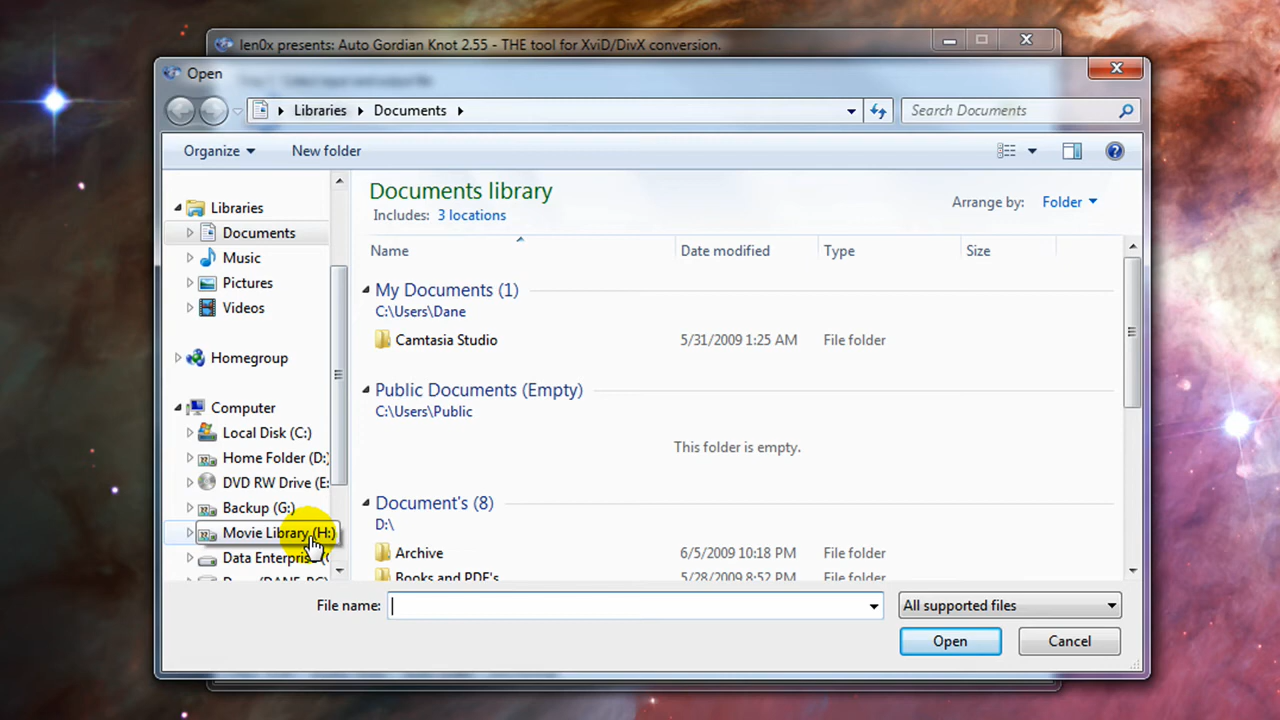 len0x presents: Auto Gordian Knot 2.55 - THE tool for XviD/DivX conversion.
Open
Libraries Documents
Search Documents
Organize New folder
Libraries
Documents
Music
Pictures
Videos
Homegroup
Computer
Local Disk (C:)
Home Folder (D:)
DVD RW Drive (E:
Backup (G:)
Movie Library (H:)
Data Enterpris
Documents library
Includes: 3 locations
Arrange by: Folder
Name Date modified Type Size
My Documents (1)
C:\Users\Dane
Camtasia Studio 5/31/2009 1:25 AM File folder
Public Documents (Empty)
C:\Users\Public
This folder is empty.
Document's (8)
D:\
Archive 6/5/2009 10:18 PM File folder
Books and PDF's 5/28/2009 8:52 PM File folder
File name:
All supported files
Open Cancel